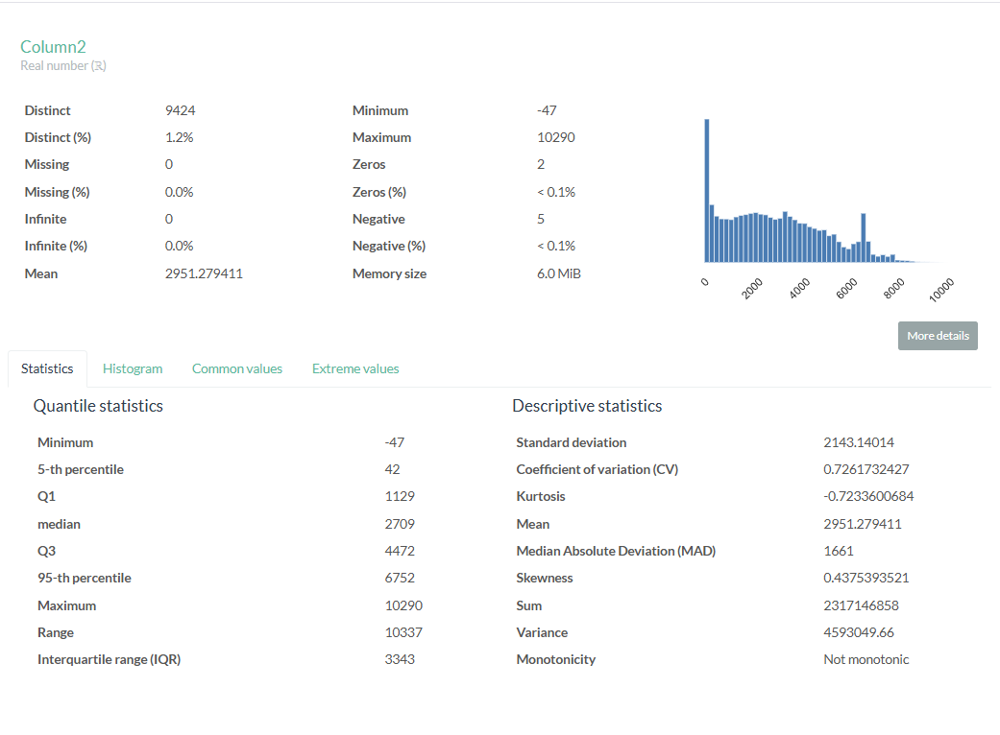 Column2
Real number (ℝ)
Distinct 9424
Distinct (%) 1.2%
Missing 0
Missing (%) 0.0%
Infinite 0
Infinite (%) 0.0%
Mean 2951.279411
Minimum -47
Maximum 10290
Zeros 2
Zeros (%) < 0.1%
Negative 5
Negative (%) < 0.1%
Memory size 6.0 MiB
0 2000 4000 6000 8000 10000
More details
Statistics Histogram Common values Extreme values
Quantile statistics
Minimum -47
5-th percentile 42
Q1 1129
median 2709
Q3 4472
95-th percentile 6752
Maximum 10290
Range 10337
Interquartile range (IQR) 3343
Descriptive statistics
Standard deviation 2143.14014
Coefficient of variation (CV) 0.7261732427
Kurtosis -0.7233600684
Mean 2951.279411
Median Absolute Deviation (MAD) 1661
Skewness 0.4375393521
Sum 2317146858
Variance 4593049.66
Monotonicity Not monotonic